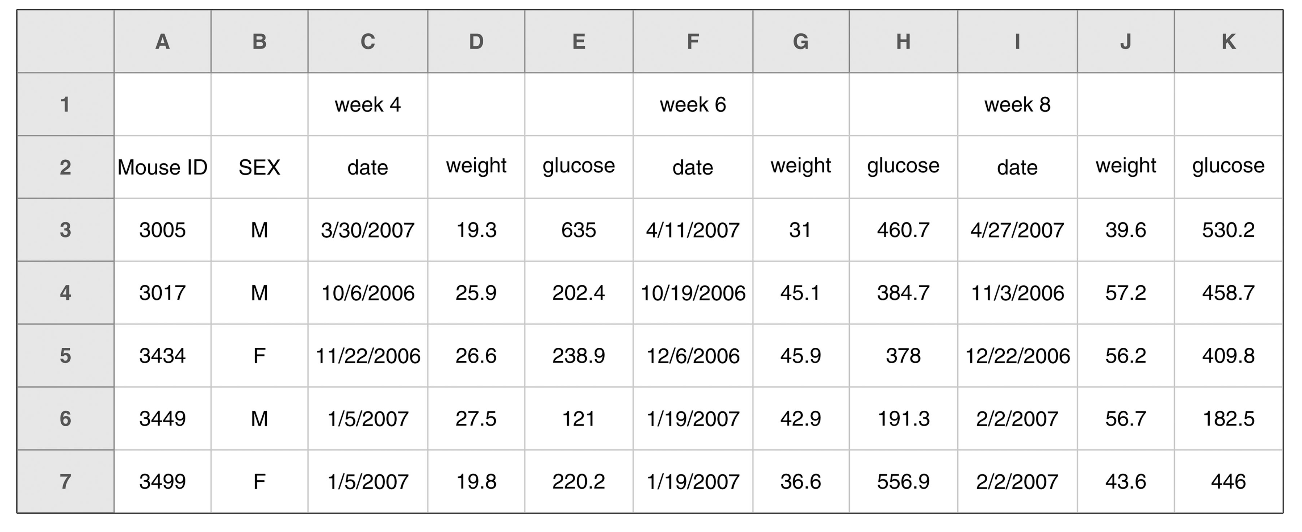 A B C D E F G H I J K
1 week 4 week 6 week 8
2 Mouse ID SEX date weight glucose date weight glucose date weight glucose
3 3005 M 3/30/2007 19.3 635 4/11/2007 31 460.7 4/27/2007 39.6 530.2
4 3017 M 10/6/2006 25.9 202.4 10/19/2006 45.1 384.7 11/3/2006 57.2 458.7
5 3434 F 11/22/2006 26.6 238.9 12/6/2006 45.9 378 12/22/2006 56.2 409.8
6 3449 M 1/5/2007 27.5 121 1/19/2007 42.9 191.3 2/2/2007 56.7 182.5
7 3499 F 1/5/2007 19.8 220.2 1/19/2007 36.6 556.9 2/2/2007 43.6 446